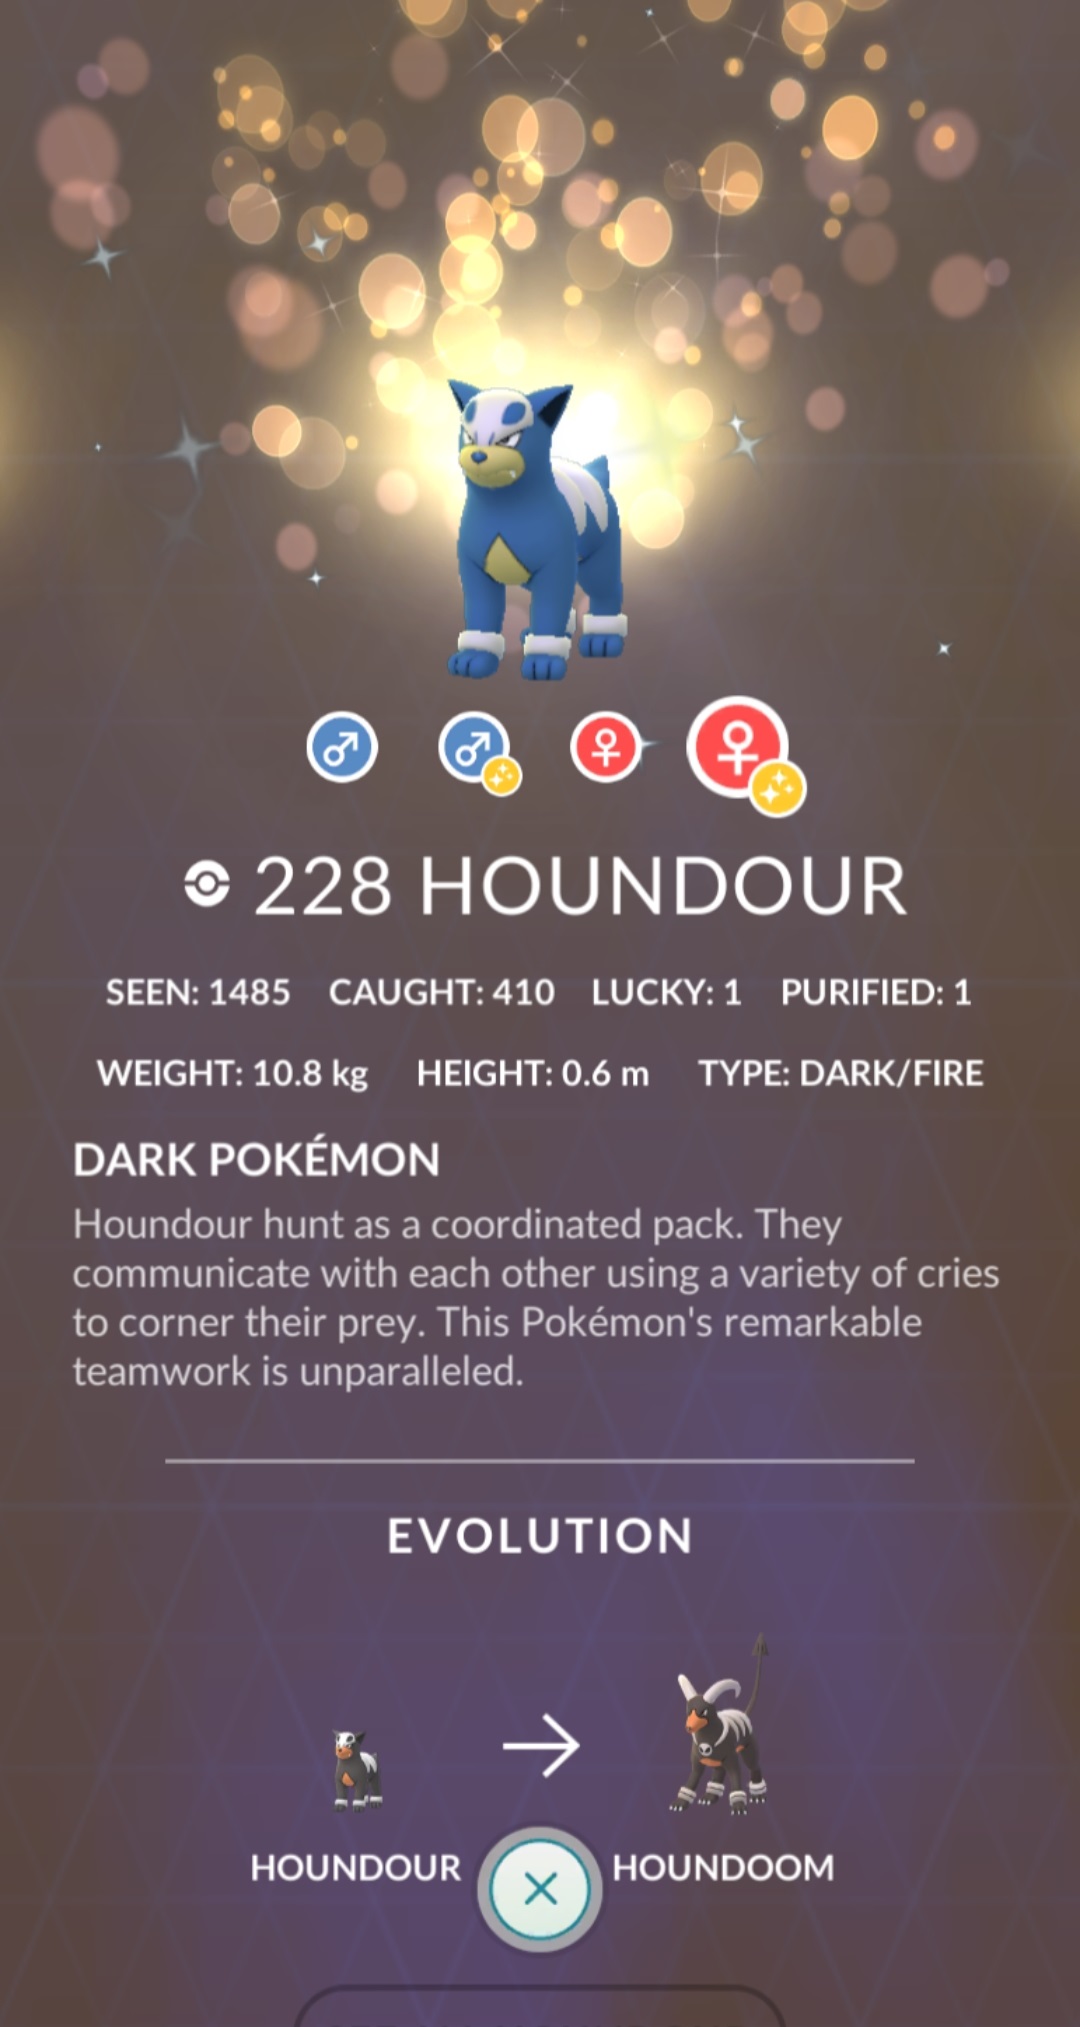 228 HOUNDOUR
SEEN: 1485 CAUGHT: 410 LUCKY: 1 PURIFIED: 1
WEIGHT: 10.8 kg HEIGHT: 0.6 m TYPE: DARK/FIRE
DARK POKÉMON
Houndour hunt as a coordinated pack. They
communicate with each other using a variety of cries
to corner their prey. This Pokémon's remarkable
teamwork is unparalleled.
EVOLUTION
HOUNDOUR HOUNDOOM